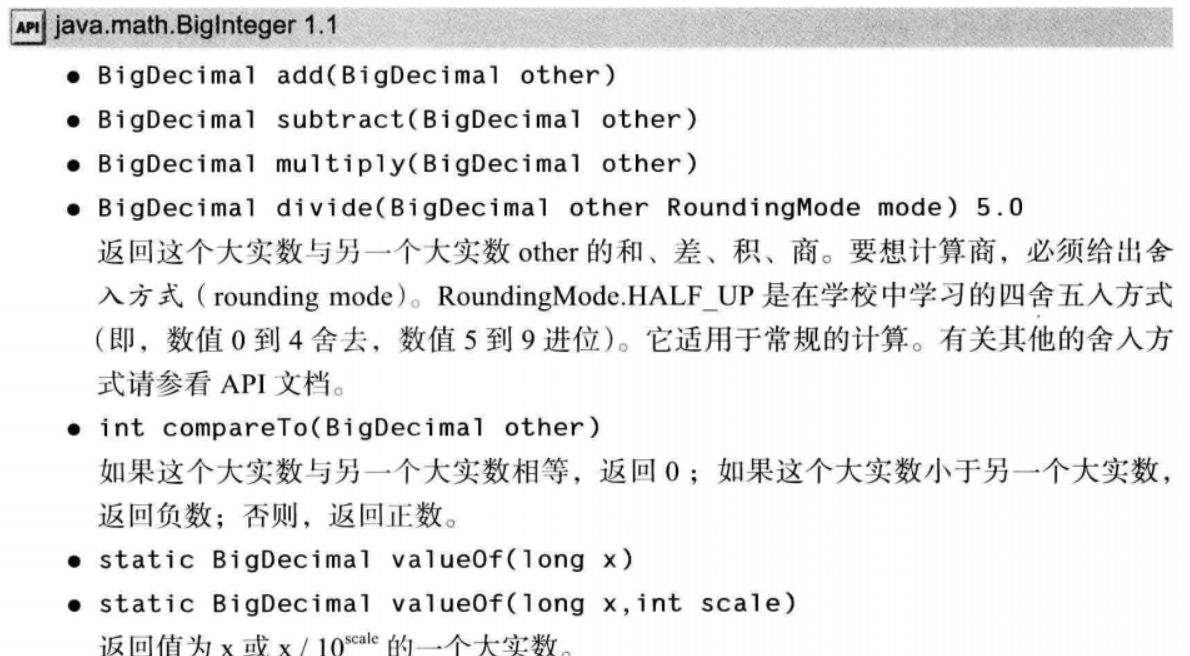 API java.math.BigInteger 1.1
● BigDecimal add(BigDecimal other)
● BigDecimal subtract(BigDecimal other)
● BigDecimal multiply(BigDecimal other)
● BigDecimal divide(BigDecimal other RoundingMode mode) 5.0
返回这个大实数与另一个大实数 other 的和、差、积、商。要想计算商，必须给出舍
入方式（rounding mode）。RoundingMode.HALF_UP 是在学校中学习的四舍五入方式
（即，数值 0 到 4 舍去，数值 5 到 9 进位）。它适用于常规的计算。有关其他的舍入方
式请参看 API 文档。
● int compareTo(BigDecimal other)
如果这个大实数与另一个大实数相等，返回 0；如果这个大实数小于另一个大实数，
返回负数；否则，返回正数。
● static BigDecimal valueOf(long x)
● static BigDecimal valueOf(long x,int scale)
返回值为 x 或 x / 10^scale 的一个大实数。